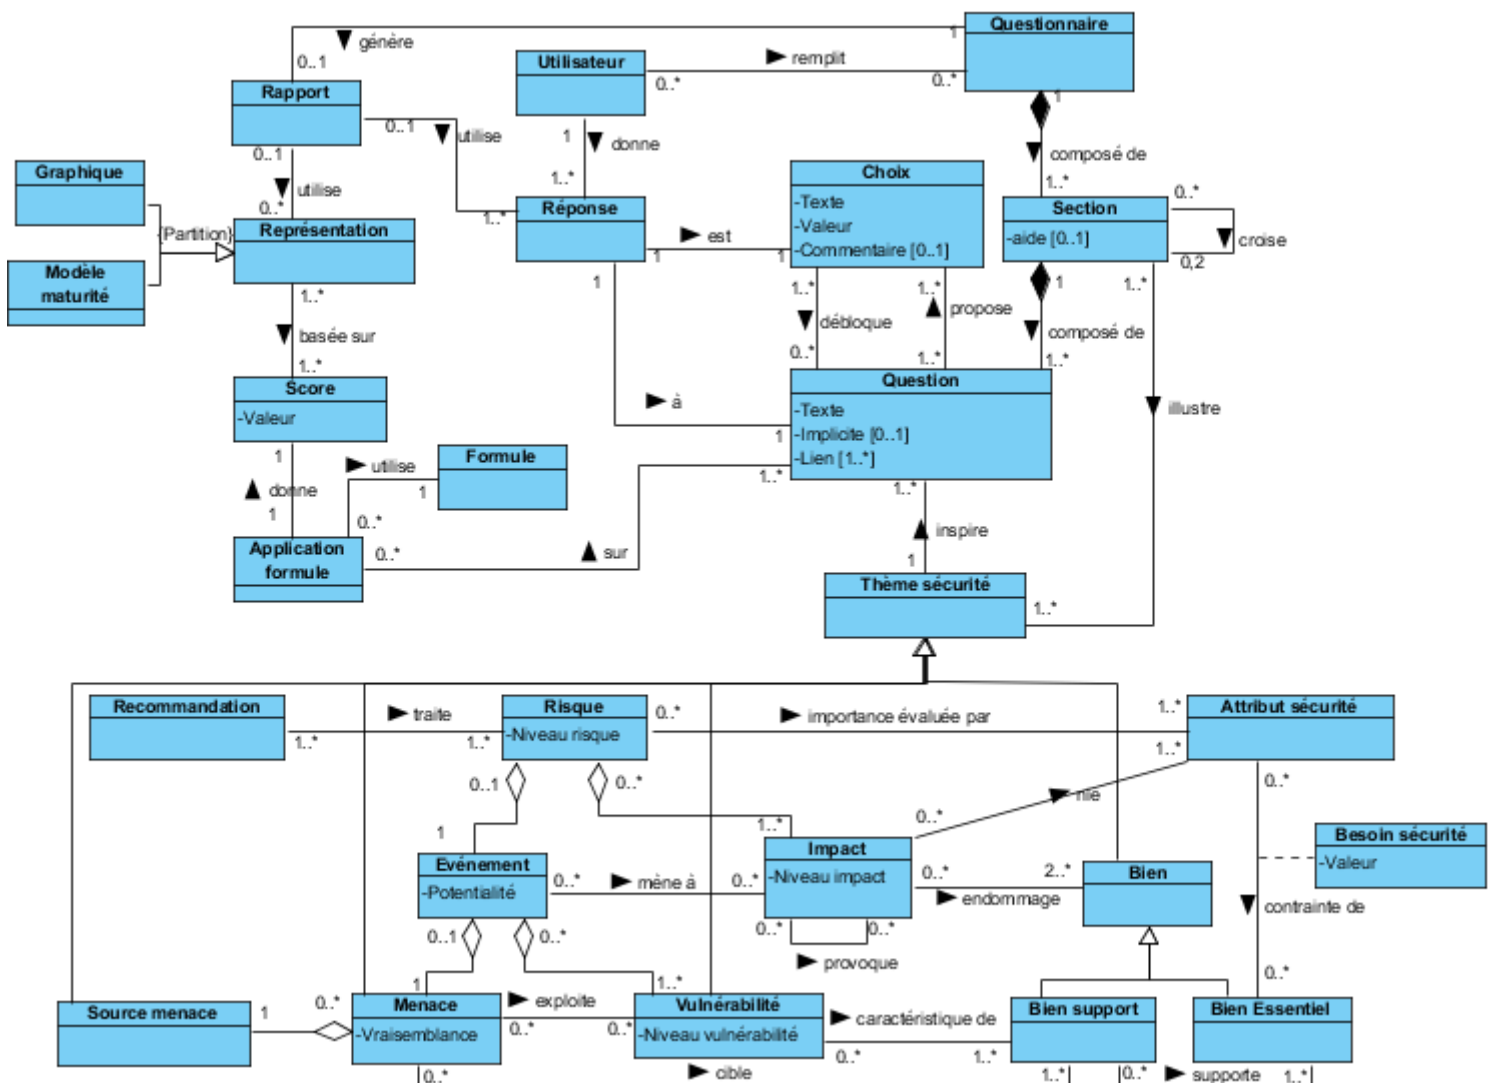 Questionnaire
génère
1
0..1
Utilisateur
remplit
0..*
0..*
Rapport
0..1
utilise
1
donne
1
composé de
Graphique
0..1
utilise
0..*
1..*
1..*
Réponse
Choix
-Texte
-Valeur
-Commentaire [0..1]
1..*
0..*
Section
-aide [0..1]
croise
0,2
{Partition}
Représentation
est
1
1
Modèle
maturité
1..*
basée sur
1..*
1
1..*
débloque
0..*
1..*
propose
1..*
1
composé de
1..*
1..*
illustre
Score
-Valeur
à
1
Question
-Texte
-Implicite [0..1]
-Lien [1..*]
1
donne
1
utilise
1
0..*
Formule
1..*
1..*
inspire
1
Application
formule
0..*
sur
Thème sécurité
1..*
Recommandation
traite
1..*
1..*
Risque
-Niveau risque
0..*
importance évaluée par
1..*
1..*
Attribut sécurité
0..1
0..*
1
1..*
0..*
nie
0..*
Besoin sécurité
-Valeur
Evénement
-Potentialité
0..*
mène à
0..*
Impact
-Niveau impact
0..*
endommage
2..*
Bien
contrainte de
0..1
0..*
0..*
0..*
provoque
1
1..*
0..*
Source menace
1
0..*
Menace
-Vraisemblance
exploite
0..*
0..*
Vulnérabilité
-Niveau vulnérabilité
caractéristique de
0..*
1..*
Bien support
Bien Essentiel
0..*
cible
1..*
0..*
supporte
1..*